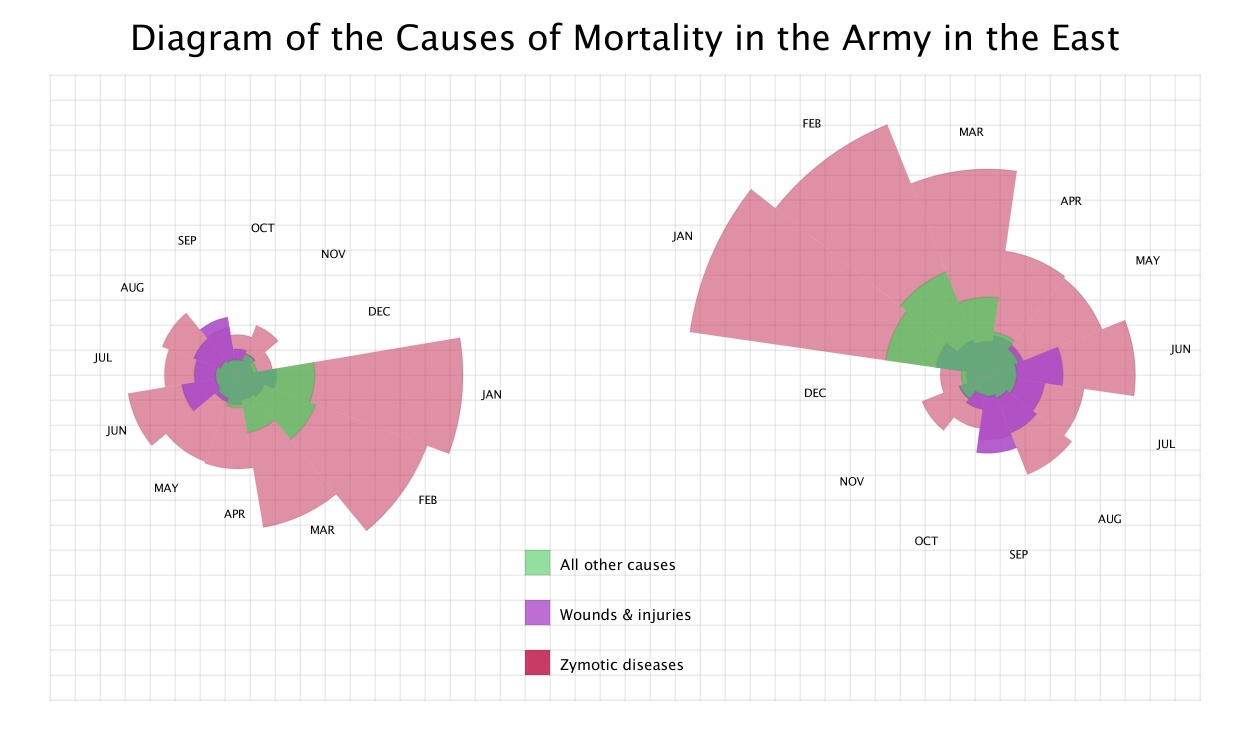 Diagram of the Causes of Mortality in the Army in the East
OCT
SEP
NOV
AUG
DEC
JUL
JAN
JUN
MAY
FEB
APR
MAR
FEB
MAR
APR
JAN
MAY
JUN
DEC
JUL
NOV
AUG
OCT
SEP
All other causes
Wounds & injuries
Zymotic diseases